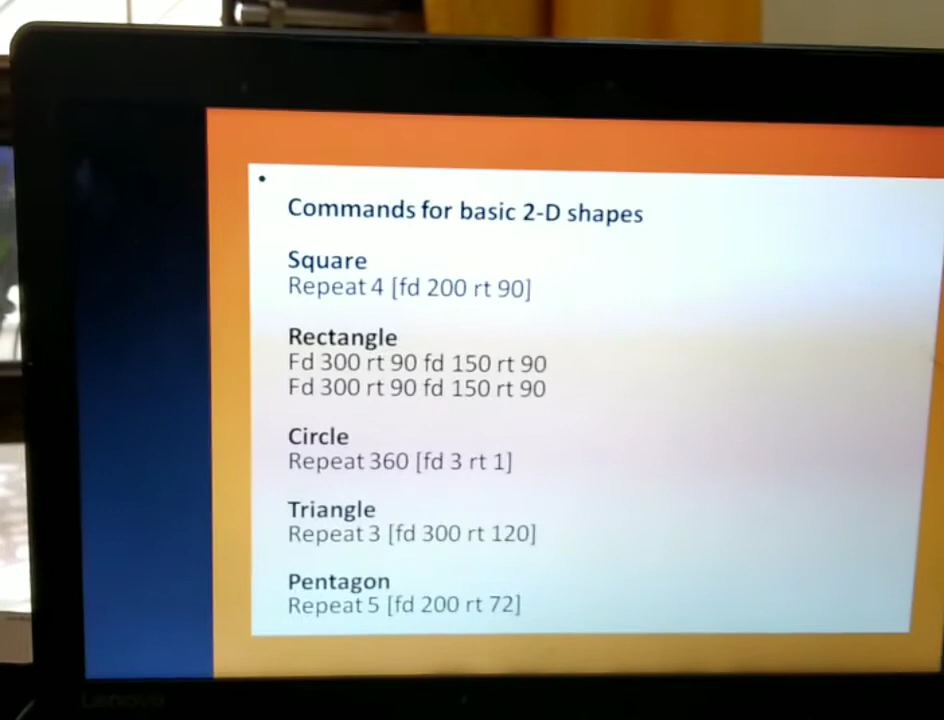 Commands for basic 2-D shapes
Square
Repeat 4 [fd 200 rt 90]
Rectangle
Fd 300 rt 90 fd 150 rt 90
Fd 300 rt 90 fd 150 rt 90
Circle
Repeat 360 [fd 3 rt 1]
Triangle
Repeat 3 [fd 300 rt 120]
Pentagon
Repeat 5 [fd 200 rt 72]
Lenovo